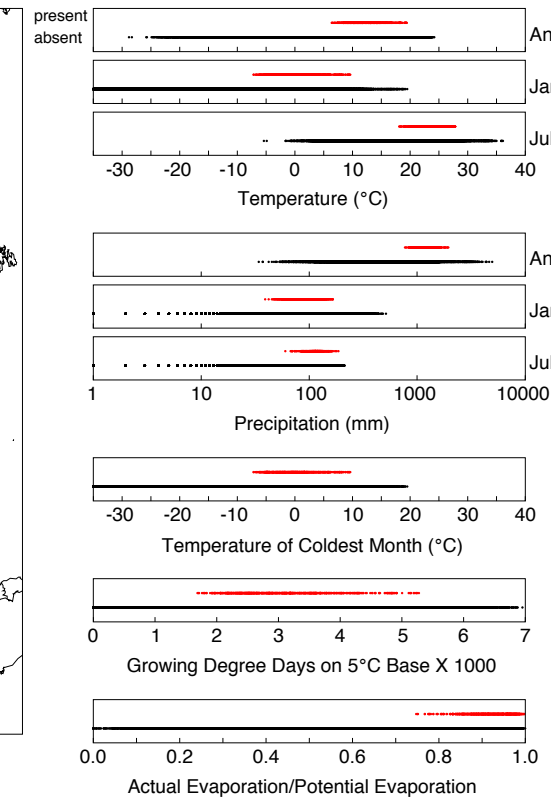 present
absent
An
Jan
Jul
-30 -20 -10 0 10 20 30 40
Temperature (°C)
An
Jan
Jul
1 10 100 1000 10000
Precipitation (mm)
-30 -20 -10 0 10 20 30 40
Temperature of Coldest Month (°C)
0 1 2 3 4 5 6 7
Growing Degree Days on 5°C Base X 1000
0.0 0.2 0.4 0.6 0.8 1.0
Actual Evaporation/Potential Evaporation